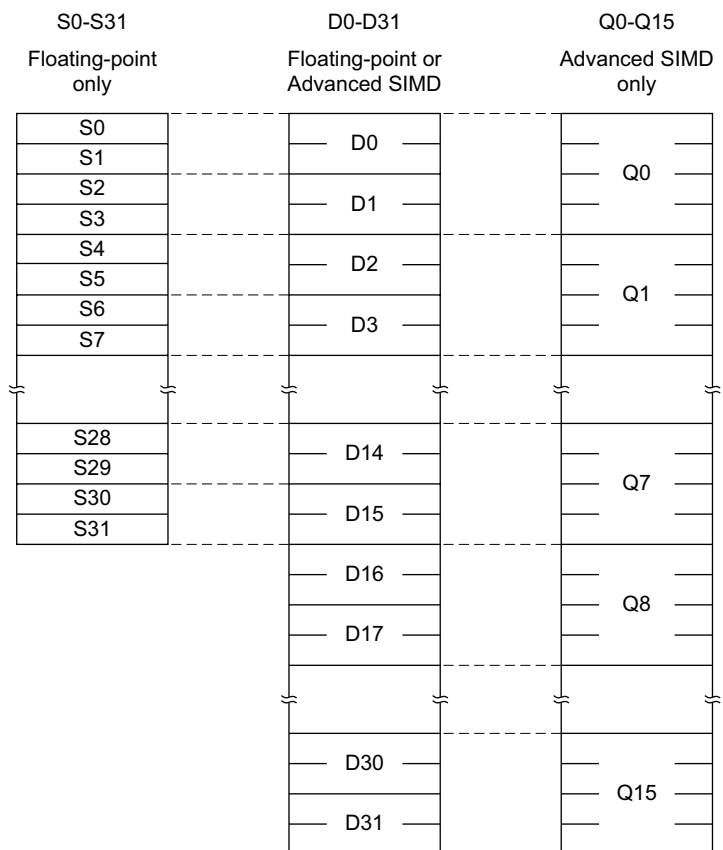 S0-S31
Floating-point
only
S0
S1
S2
S3
S4
S5
S6
S7
S28
S29
S30
S31
D0-D31
Floating-point or
Advanced SIMD
D0
D1
D2
D3
D14
D15
D16
D17
D30
D31
Q0-Q15
Advanced SIMD
only
Q0
Q1
Q7
Q8
Q15